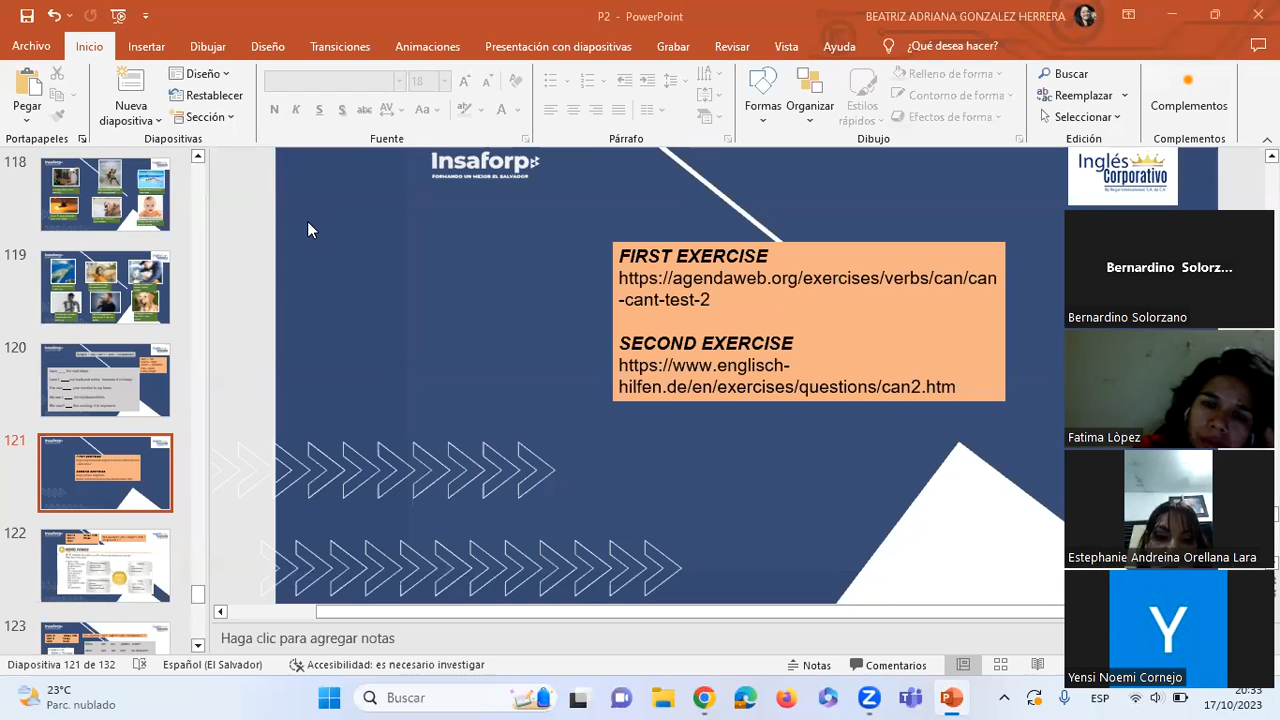 P2 - PowerPoint
BEATRIZ ADRIANA GONZALEZ HERRERA
Archivo
Inicio
Insertar
Dibujar
Diseño
Transiciones
Animaciones
Presentación con diapositivas
Grabar
Revisar
Vista
Ayuda
¿Qué desea hacer?
Pegar
Portapapeles
Nueva
diapositiva
Diseño
Restablecer
Sección
Diapositivas
18
N K S S abc AV Aa A
Fuente
Párrafo
Formas
Organizar
Estilos
rápidos
Relleno de forma
Contorno de forma
Efectos de forma
Dibujo
Buscar
Reemplazar
Seleccionar
Edición
Complementos
Complementos
118
119
120
121
122
123
Insaforp
FORMANDO UN MEJOR EL SALVADOR
Inglés
Corporativo
FIRST EXERCISE
https://agendaweb.org/exercises/verbs/can/can
-cant-test-2
SECOND EXERCISE
https://www.englisch-
hilfen.de/en/exercises/questions/can2.htm
Bernardino Solorz...
Bernardino Solorzano
Fatima Lòpez
Estephanie Andreina Orellana Lara
Y
Yensi Noemi Cornejo
Haga clic para agregar notas
Diapositiva 121 de 132
Español (El Salvador)
Accesibilidad: es necesario investigar
Notas
Comentarios
23°C
Parc. nublado
Buscar
ESP
20:33
17/10/2023